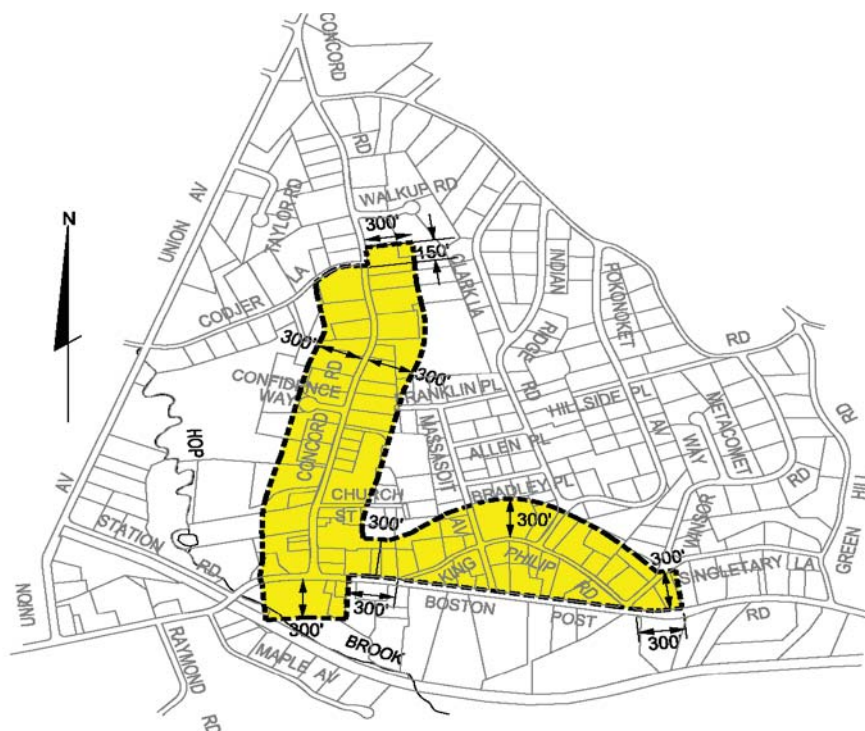 CONCORD
RD
UNION AV
TAYLOR RD
WALKUP RD
N
300'
150'
CODJER LA
CLARK LA
INDIAN
RIDGE
RD
POKONOKET
AV
RD
300'
300'
CONFIDENCE
WAY
RD
CONCORD
FRANKLIN PL
HILLSIDE PL
METACOMET
WAY
RD
MASSASOIT
AV
ALLEN PL
BRADLEY PL
WINSOR
RD
HILL
GREEN
HOP
CHURCH
ST
300'
300'
STATION
RD
AV
UNION
KING
PHILIP
RD
300'
SINGLETARY LA
300'
300'
BOSTON
POST
RD
300'
300'
BROOK
MAPLE AV
RAYMOND
RD